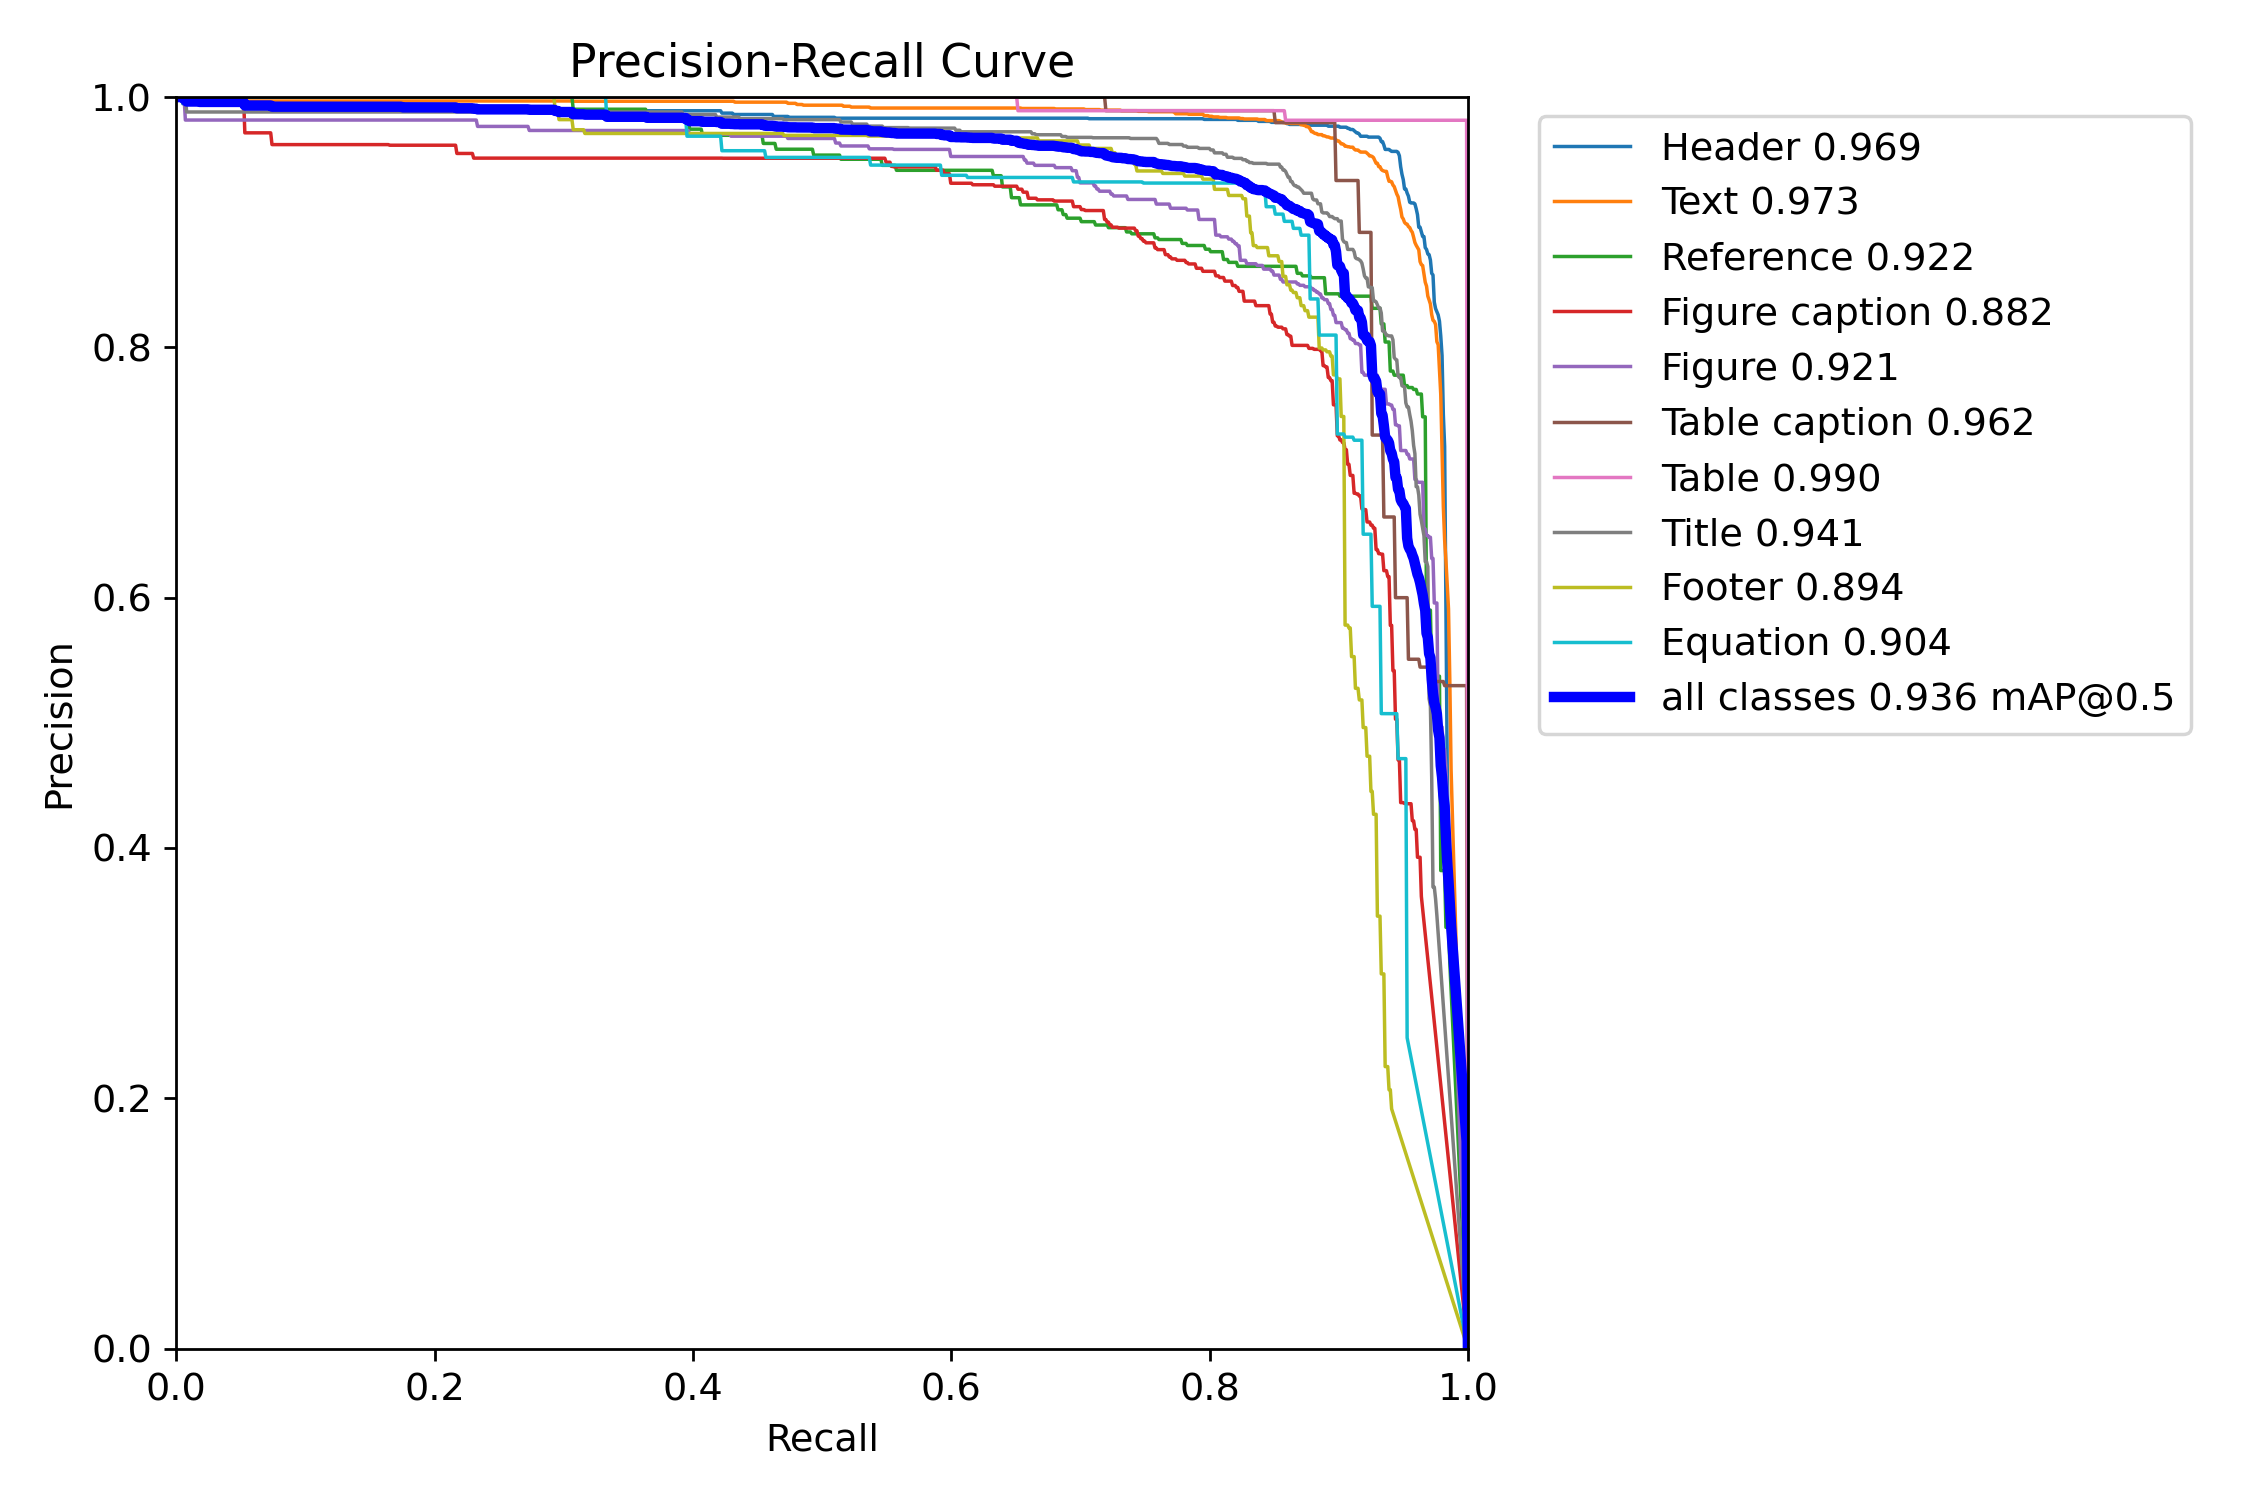 Precision-Recall Curve
1.0
0.8
0.6
0.4
0.2
0.0
Precision
0.0 0.2 0.4 0.6 0.8 1.0
Recall
Header 0.969
Text 0.973
Reference 0.922
Figure caption 0.882
Figure 0.921
Table caption 0.962
Table 0.990
Title 0.941
Footer 0.894
Equation 0.904
all classes 0.936 mAP@0.5